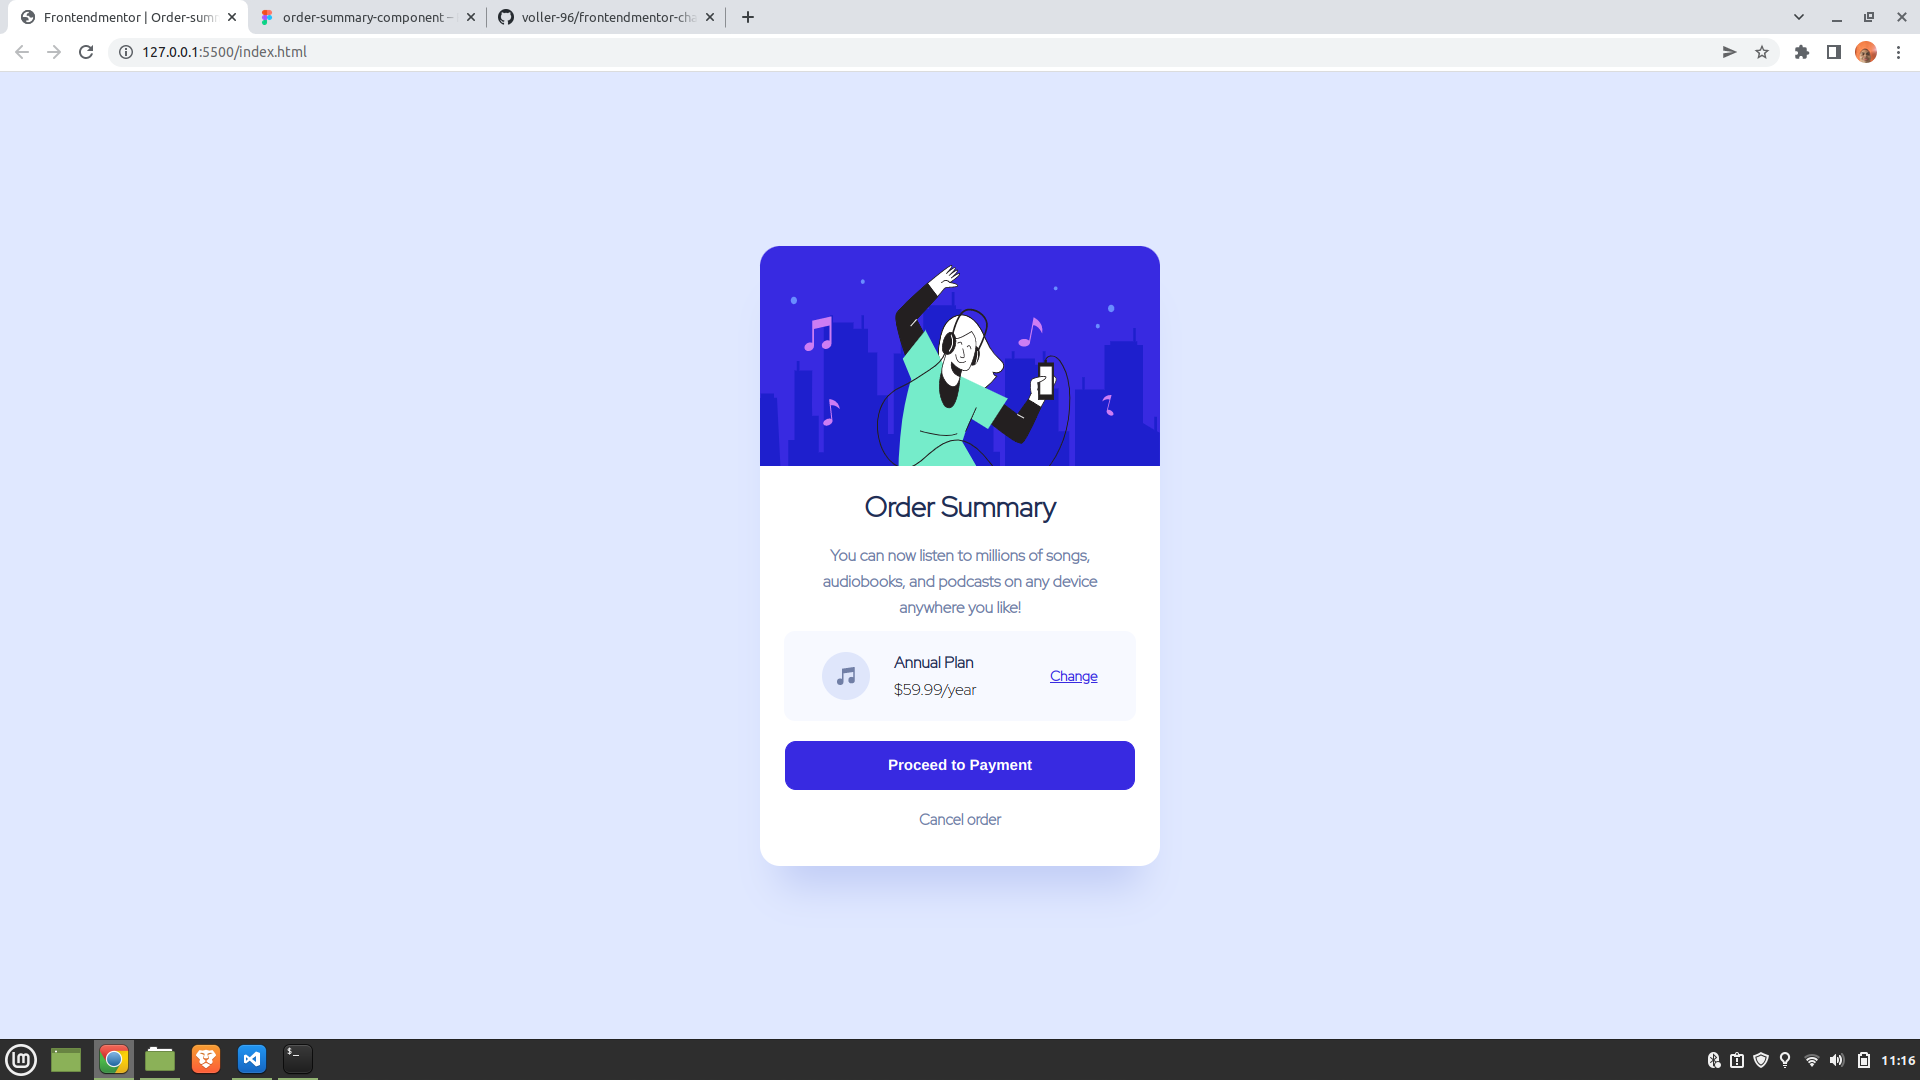 Frontendmentor | Order-sum
order-summary-component –
voller-96/frontendmentor-cha
127.0.0.1:5500/index.html
Order Summary
You can now listen to millions of songs,
audiobooks, and podcasts on any device
anywhere you like!
Annual Plan
$59.99/year
Change
Proceed to Payment
Cancel order
$_
11:16